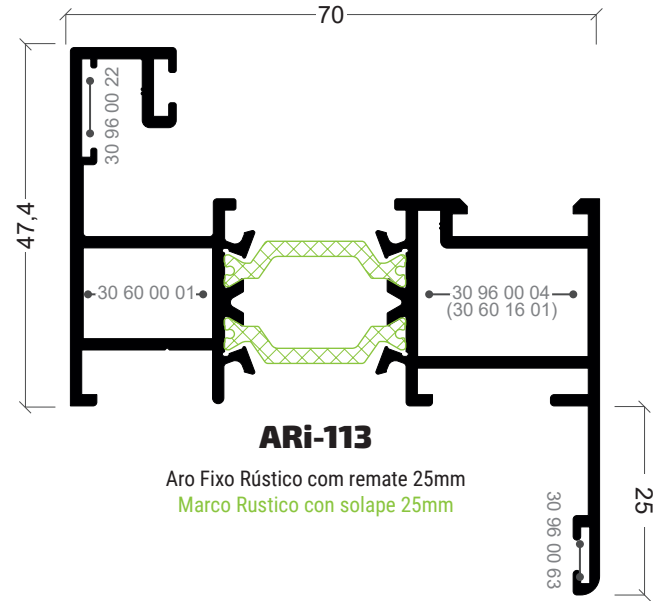 70
30 96 00 22
47,4
30 60 00 01
30 96 00 04
(30 60 16 01)
ARi-113
Aro Fixo Rústico com remate 25mm
Marco Rustico con solape 25mm
30 96 00 63
25